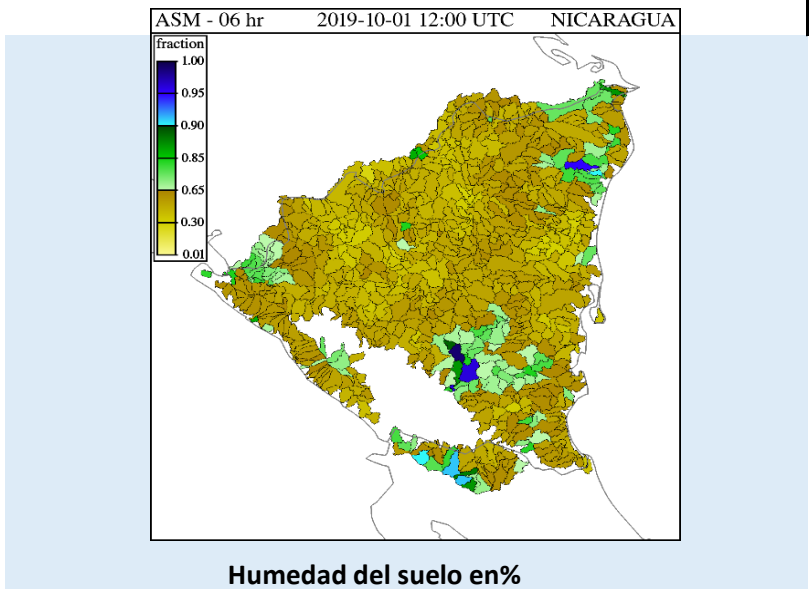 ASM - 06 hr 2019-10-01 12:00 UTC NICARAGUA
fraction
1.00
0.95
0.90
0.85
0.65
0.30
0.01
Humedad del suelo en%